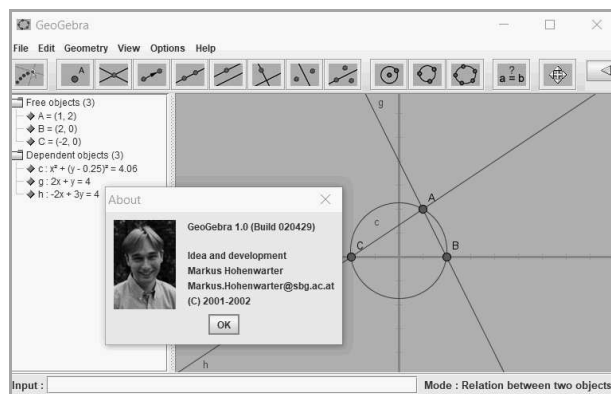 GeoGebra
File Edit Geometry View Options Help
A
?
a = b
Free objects (3)
A = (1, 2)
B = (2, 0)
C = (-2, 0)
Dependent objects (3)
c : x² + (y - 0.25)² = 4.06
g : 2x + y = 4
h : -2x + 3y = 4
g
A
c
C
B
h
About
GeoGebra 1.0 (Build 020429)
Idea and development
Markus Hohenwarter
Markus.Hohenwarter@sbg.ac.at
(C) 2001-2002
OK
Input :
Mode : Relation between two objects